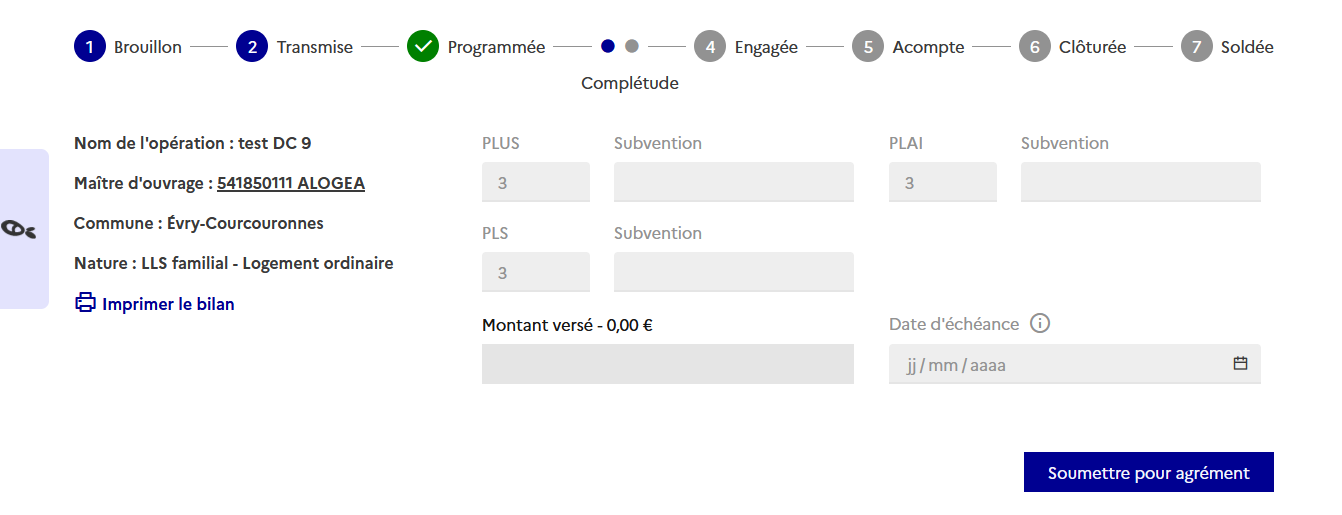 1 Brouillon 2 Transmise Programmée 4 Engagée 5 Acompte 6 Clôturée 7 Soldée
Complétude
Nom de l'opération : test DC 9
Maître d'ouvrage : 541850111 ALOGEA
Commune : Évry-Courcouronnes
Nature : LLS familial - Logement ordinaire
Imprimer le bilan
PLUS Subvention PLAI Subvention
3 3
PLS Subvention
3
Montant versé - 0,00 € Date d'échéance
jj / mm / aaaa
Soumettre pour agrément